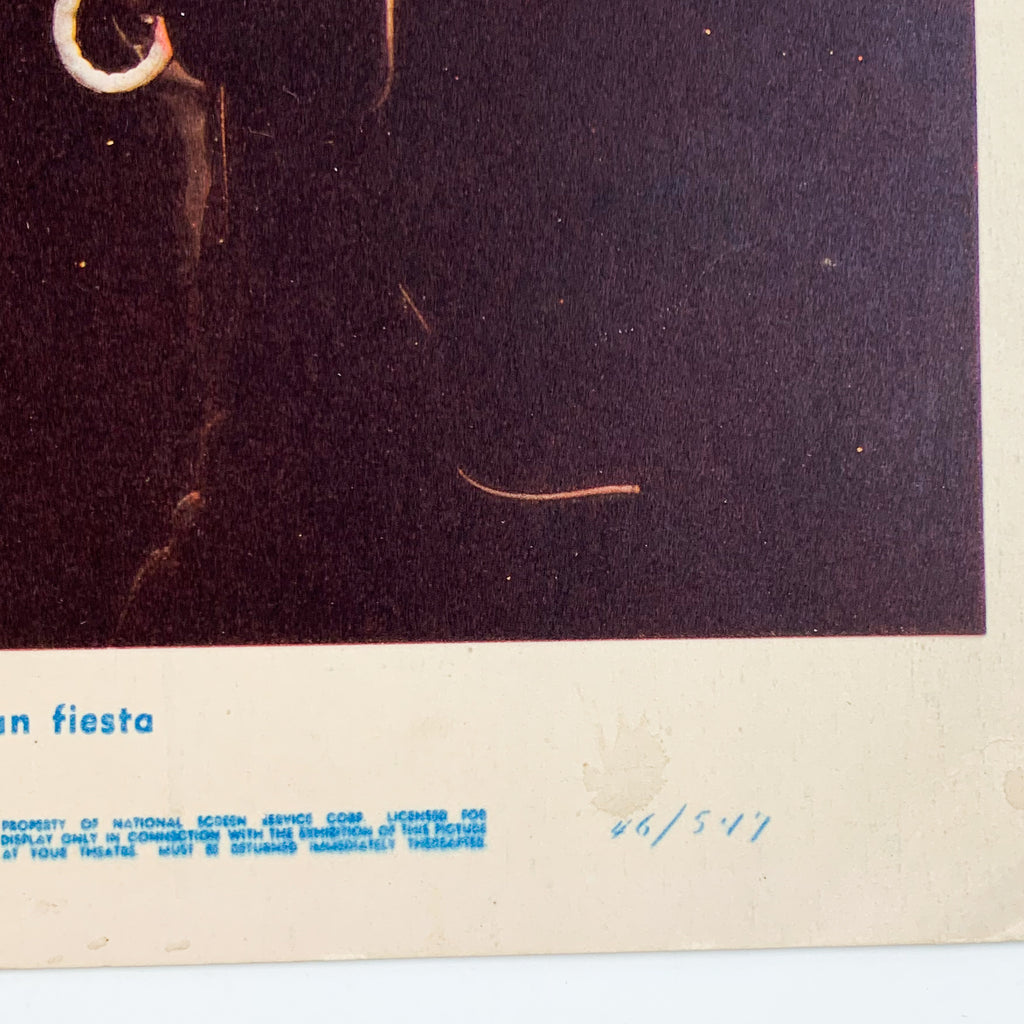 an fiesta
PROPERTY OF NATIONAL SCREEN SERVICE CORP. LICENSED FOR
DISPLAY ONLY IN CONNECTION WITH THE EXHIBITION OF THIS PICTURE
AT YOUR THEATRE. MUST BE RETURNED IMMEDIATELY THEREAFTER.
46/